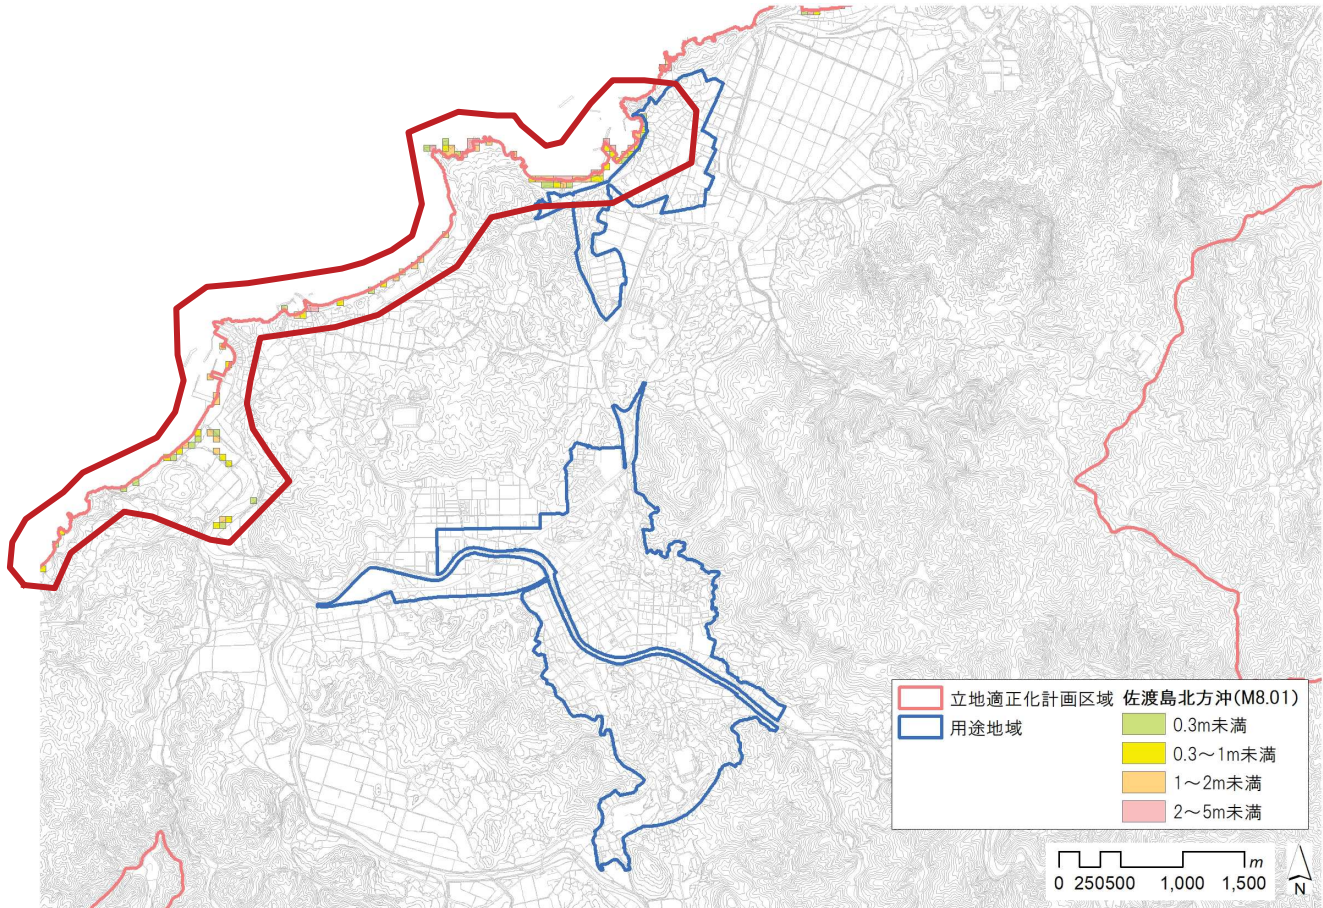 立地適正化計画区域
用途地域
佐渡島北方沖(M8.01)
0.3m未満
0.3～1m未満
1～2m未満
2～5m未満
0 250500 1,000 1,500 m
N